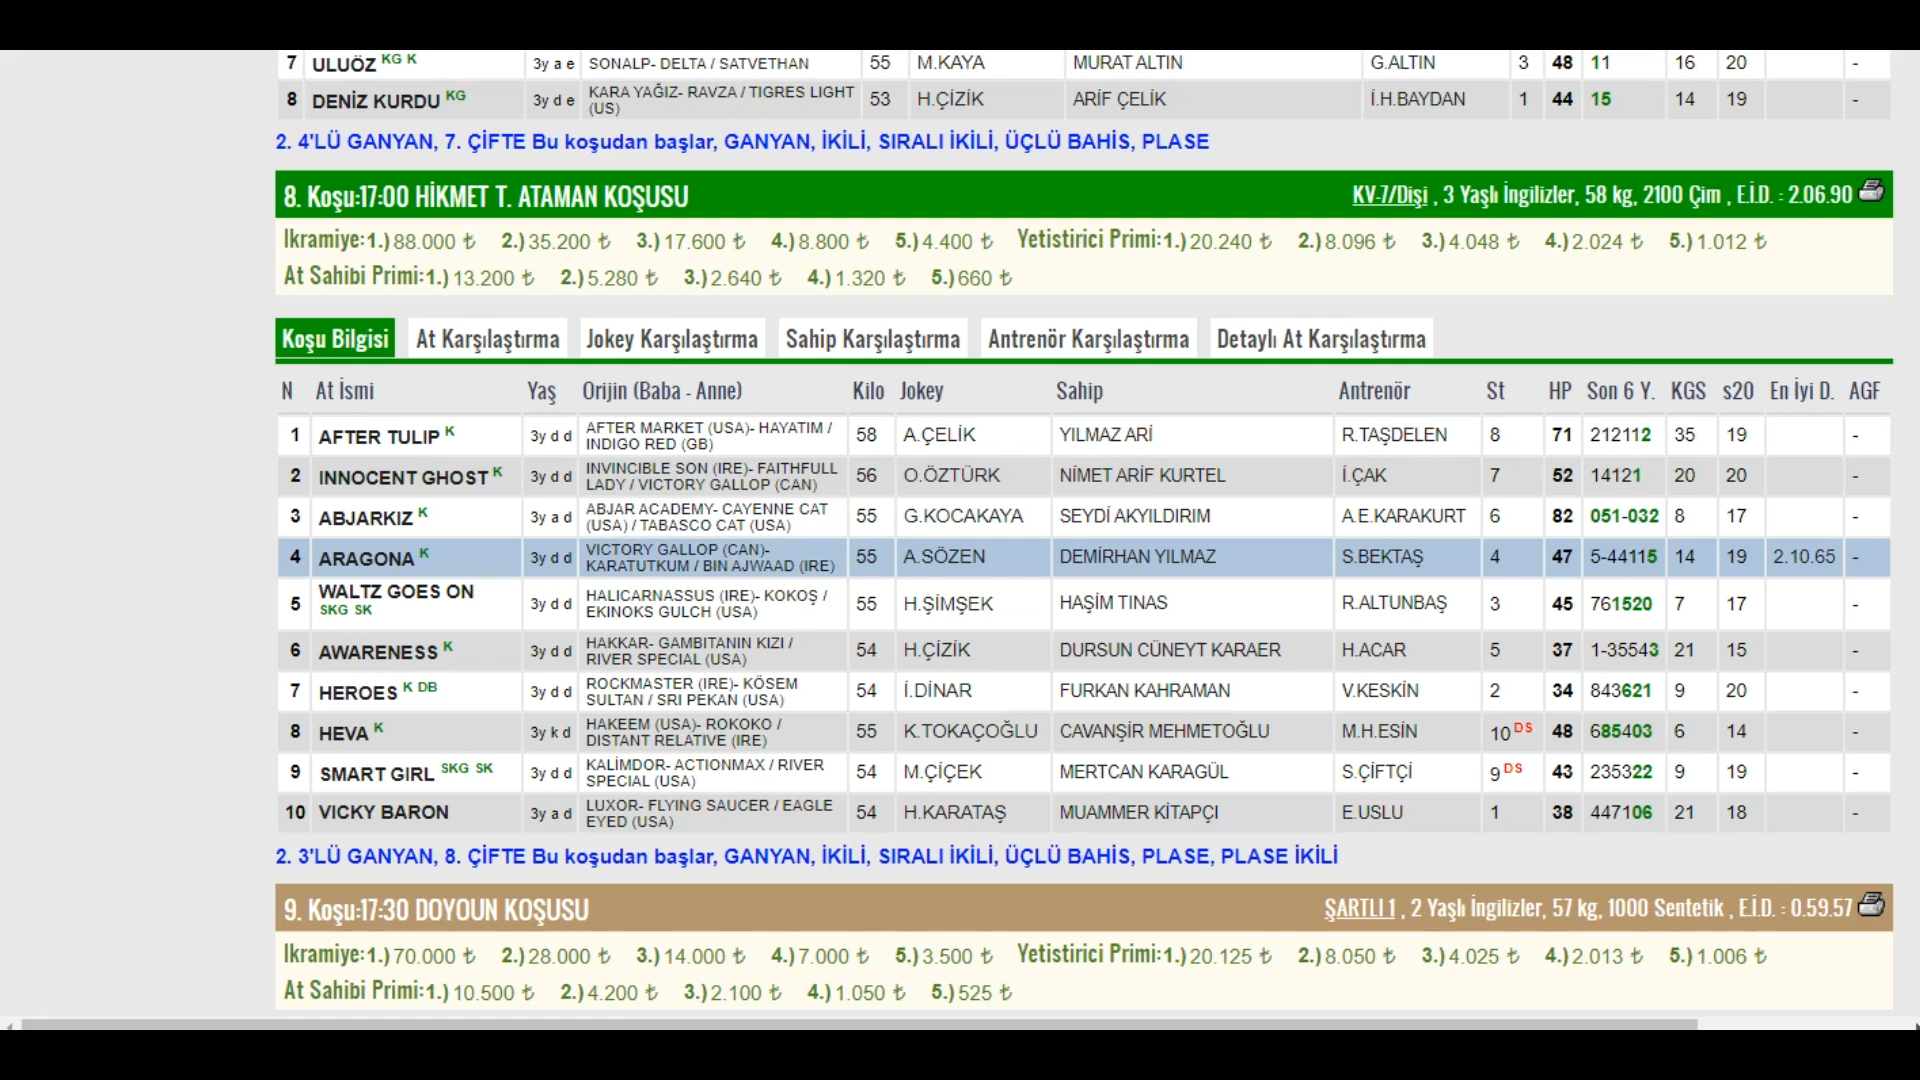 7 ULUÖZ KG K 3y a e SONALP- DELTA / SATVETHAN 55 M.KAYA MURAT ALTIN G.ALTIN 3 48 11 16 20 -
8 DENİZ KURDU KG 3y d e KARA YAĞIZ- RAVZA / TIGRES LIGHT (US) 53 H.ÇİZİK ARİF ÇELİK İ.H.BAYDAN 1 44 15 14 19 -
2. 4'LÜ GANYAN, 7. ÇİFTE Bu koşudan başlar, GANYAN, İKİLİ, SIRALI İKİLİ, ÜÇLÜ BAHİS, PLASE
8. Koşu:17:00 HİKMET T. ATAMAN KOŞUSU KV-7/Dişi , 3 Yaşlı İngilizler, 58 kg, 2100 Çim , E.İ.D. : 2.06.90
İkramiye:1.) 88.000 ₺ 2.) 35.200 ₺ 3.) 17.600 ₺ 4.) 8.800 ₺ 5.) 4.400 ₺ Yetistirici Primi:1.) 20.240 ₺ 2.) 8.096 ₺ 3.) 4.048 ₺ 4.) 2.024 ₺ 5.) 1.012 ₺
At Sahibi Primi:1.) 13.200 ₺ 2.) 5.280 ₺ 3.) 2.640 ₺ 4.) 1.320 ₺ 5.) 660 ₺
Koşu Bilgisi At Karşılaştırma Jokey Karşılaştırma Sahip Karşılaştırma Antrenör Karşılaştırma Detaylı At Karşılaştırma
N At İsmi Yaş Orijin (Baba - Anne) Kilo Jokey Sahip Antrenör St HP Son 6 Y. KGS s20 En İyi D. AGF
1 AFTER TULIP K 3y d d AFTER MARKET (USA)- HAYATIM / INDIGO RED (GB) 58 A.ÇELİK YILMAZ ARİ R.TAŞDELEN 8 71 212112 35 19 -
2 INNOCENT GHOST K 3y d d INVINCIBLE SON (IRE)- FAITHFULL LADY / VICTORY GALLOP (CAN) 56 O.ÖZTÜRK NİMET ARİF KURTEL İ.ÇAK 7 52 14121 20 20 -
3 ABJARKIZ K 3y a d ABJAR ACADEMY- CAYENNE CAT (USA) / TABASCO CAT (USA) 55 G.KOCAKAYA SEYDİ AKYILDIRIM A.E.KARAKURT 6 82 051-032 8 17 -
4 ARAGONA K 3y d d VICTORY GALLOP (CAN)- KARATUTKUM / BIN AJWAAD (IRE) 55 A.SÖZEN DEMİRHAN YILMAZ S.BEKTAŞ 4 47 5-44115 14 19 2.10.65 -
5 WALTZ GOES ON SKG SK 3y d d HALICARNASSUS (IRE)- KOKOŞ / EKINOKS GULCH (USA) 55 H.ŞİMŞEK HAŞİM TINAS R.ALTUNBAŞ 3 45 761520 7 17 -
6 AWARENESS K 3y d d HAKKAR- GAMBITANIN KIZI / RIVER SPECIAL (USA) 54 H.ÇİZİK DURSUN CÜNEYT KARAER H.ACAR 5 37 1-35543 21 15 -
7 HEROES K DB 3y d d ROCKMASTER (IRE)- KÖSEM SULTAN / SRI PEKAN (USA) 54 İ.DİNAR FURKAN KAHRAMAN V.KESKİN 2 34 843621 9 20 -
8 HEVA K 3y k d HAKEEM (USA)- ROKOKO / DISTANT RELATIVE (IRE) 55 K.TOKAÇOĞLU CAVANŞİR MEHMETOĞLU M.H.ESİN 10 DS 48 685403 6 14 -
9 SMART GIRL SKG SK 3y d d KALİMDOR- ACTIONMAX / RIVER SPECIAL (USA) 54 M.ÇİÇEK MERTCAN KARAGÜL S.ÇİFTÇİ 9 DS 43 235322 9 19 -
10 VICKY BARON 3y a d LUXOR- FLYING SAUCER / EAGLE EYED (USA) 54 H.KARATAŞ MUAMMER KİTAPÇI E.USLU 1 38 447106 21 18 -
2. 3'LÜ GANYAN, 8. ÇİFTE Bu koşudan başlar, GANYAN, İKİLİ, SIRALI İKİLİ, ÜÇLÜ BAHİS, PLASE, PLASE İKİLİ
9. Koşu:17:30 DOYOUN KOŞUSU ŞARTLI 1 , 2 Yaşlı İngilizler, 57 kg, 1000 Sentetik , E.İ.D. : 0.59.57
İkramiye:1.) 70.000 ₺ 2.) 28.000 ₺ 3.) 14.000 ₺ 4.) 7.000 ₺ 5.) 3.500 ₺ Yetistirici Primi:1.) 20.125 ₺ 2.) 8.050 ₺ 3.) 4.025 ₺ 4.) 2.013 ₺ 5.) 1.006 ₺
At Sahibi Primi:1.) 10.500 ₺ 2.) 4.200 ₺ 3.) 2.100 ₺ 4.) 1.050 ₺ 5.) 525 ₺